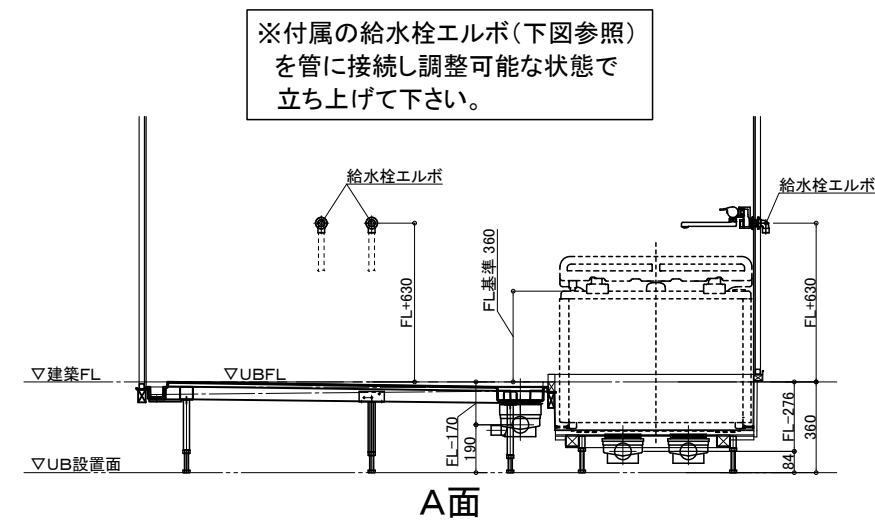 ※付属の給水栓エルボ(下図参照)
を管に接続し調整可能な状態で
立ち上げて下さい。
給水栓エルボ
給水栓エルボ
FL+630
FL基準 360
FL+630
▽建築FL
▽UBFL
FL-170
190
FL-276
84
360
▽UB設置面
A面